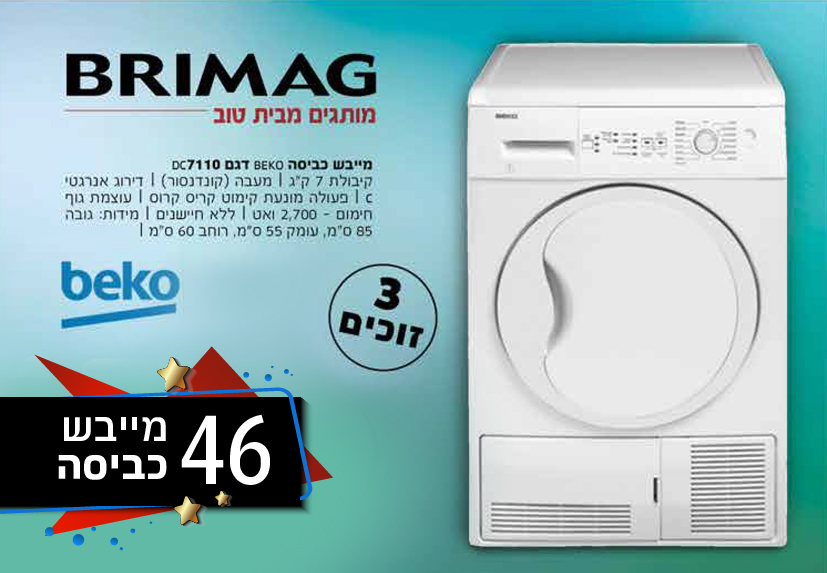 BRIMAG
מותגים מבית טוב
מייבש כביסה BEKO דגם DC7110
קיבולת 7 ק"ג | מעבה (קונדנסור) | דירוג אנרגטי
C | פעולה מונעת קימוט קריס קרוס | עוצמת גוף
חימום - 2,700 ואט | ללא חיישנים | מידות: גובה
85 ס"מ, עומק 55 ס"מ, רוחב 60 ס"מ |
beko
3
זוכים
46 מייבש
כביסה
BEKO